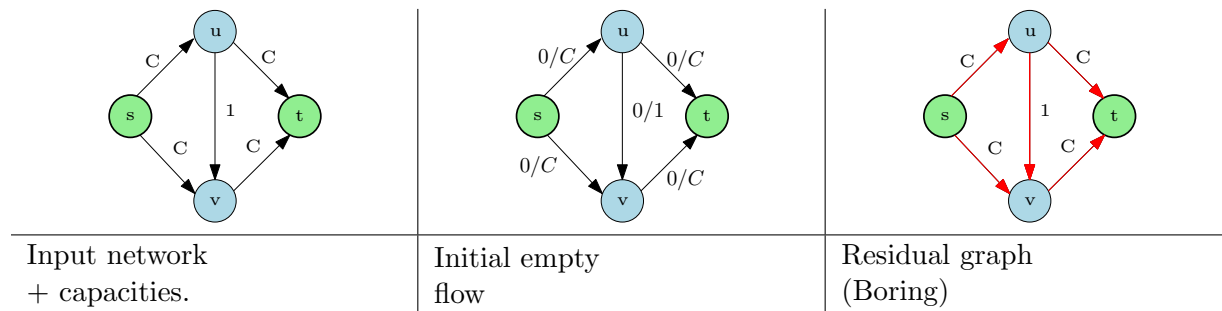 u
C
C
s
1
t
C
C
v
u
0/C
0/C
s
0/1
t
0/C
0/C
v
u
C
C
s
1
t
C
C
v
Input network
+ capacities.
Initial empty
flow
Residual graph
(Boring)